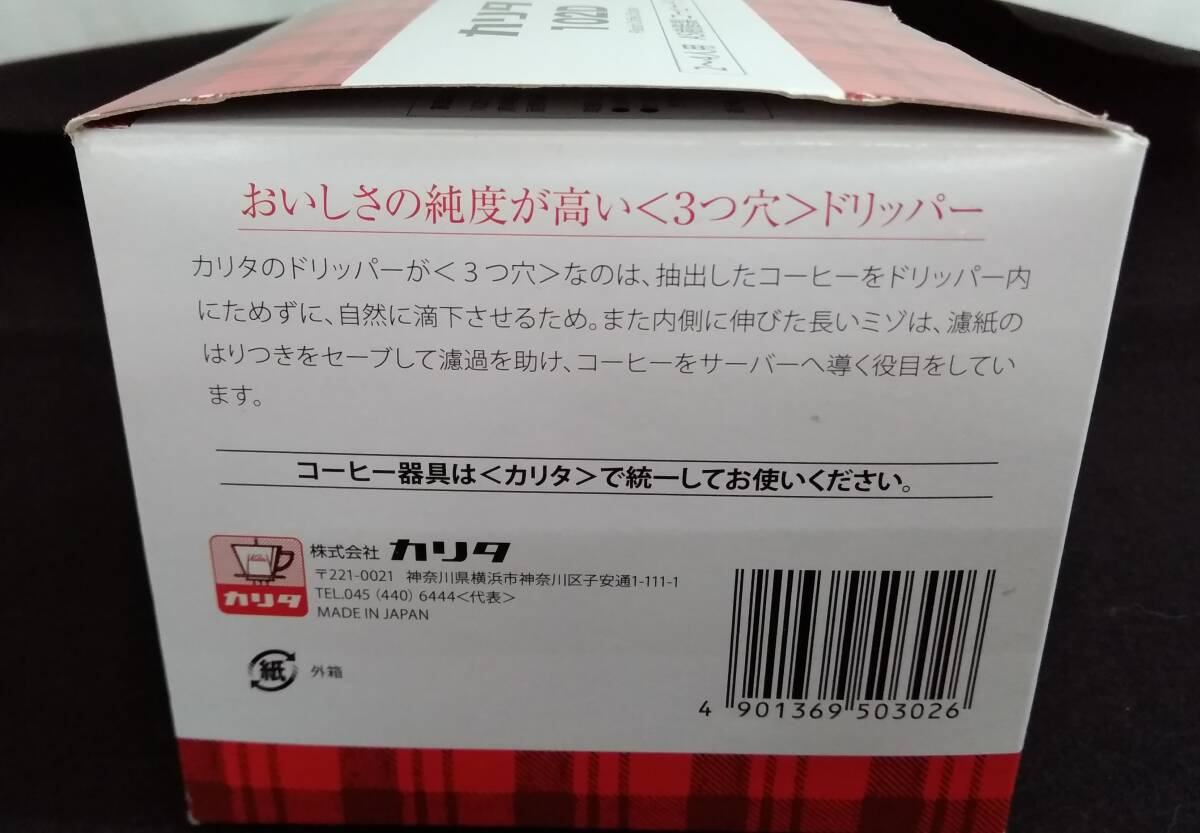 カリタ
102D
2〜4人用
おいしさの純度が高い＜3つ穴＞ドリッパー
カリタのドリッパーが＜3つ穴＞なのは、抽出したコーヒーをドリッパー内
にためずに、自然に滴下させるため。また内側に伸びた長いミゾは、濾紙の
はりつきをセーブして濾過を助け、コーヒーをサーバーへ導く役目をしてい
ます。
コーヒー器具は＜カリタ＞で統一してお使いください。
カリタ
株式会社 カリタ
〒221-0021 神奈川県横浜市神奈川区子安通1-111-1
TEL.045 (440) 6444＜代表＞
MADE IN JAPAN
紙 外箱
4 901369 503026